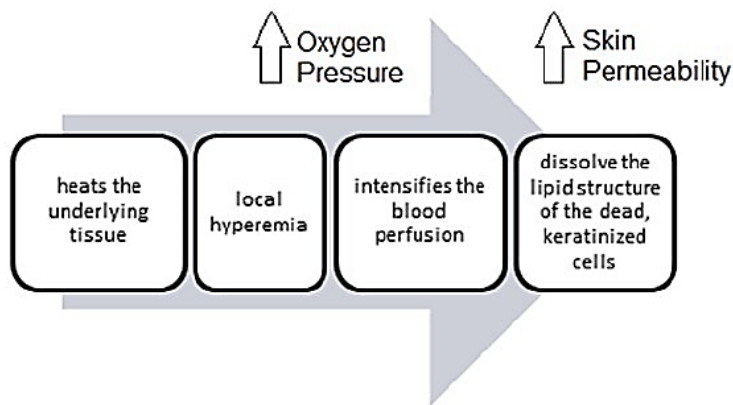 Oxygen
Pressure
Skin
Permeability
heats the
underlying
tissue
local
hyperemia
intensifies the
blood
perfusion
dissolve the
lipid structure
of the dead,
keratinized
cells